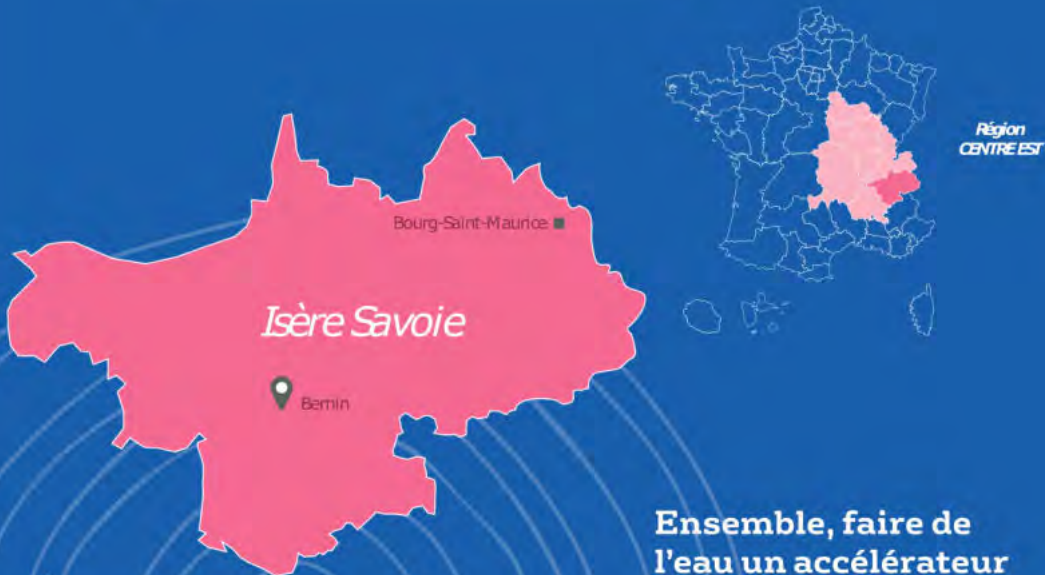 Région
CENTRE EST
Bourg-Saint-Maurice
Isère Savoie
Bernin
Ensemble, faire de
l'eau un accélérateur